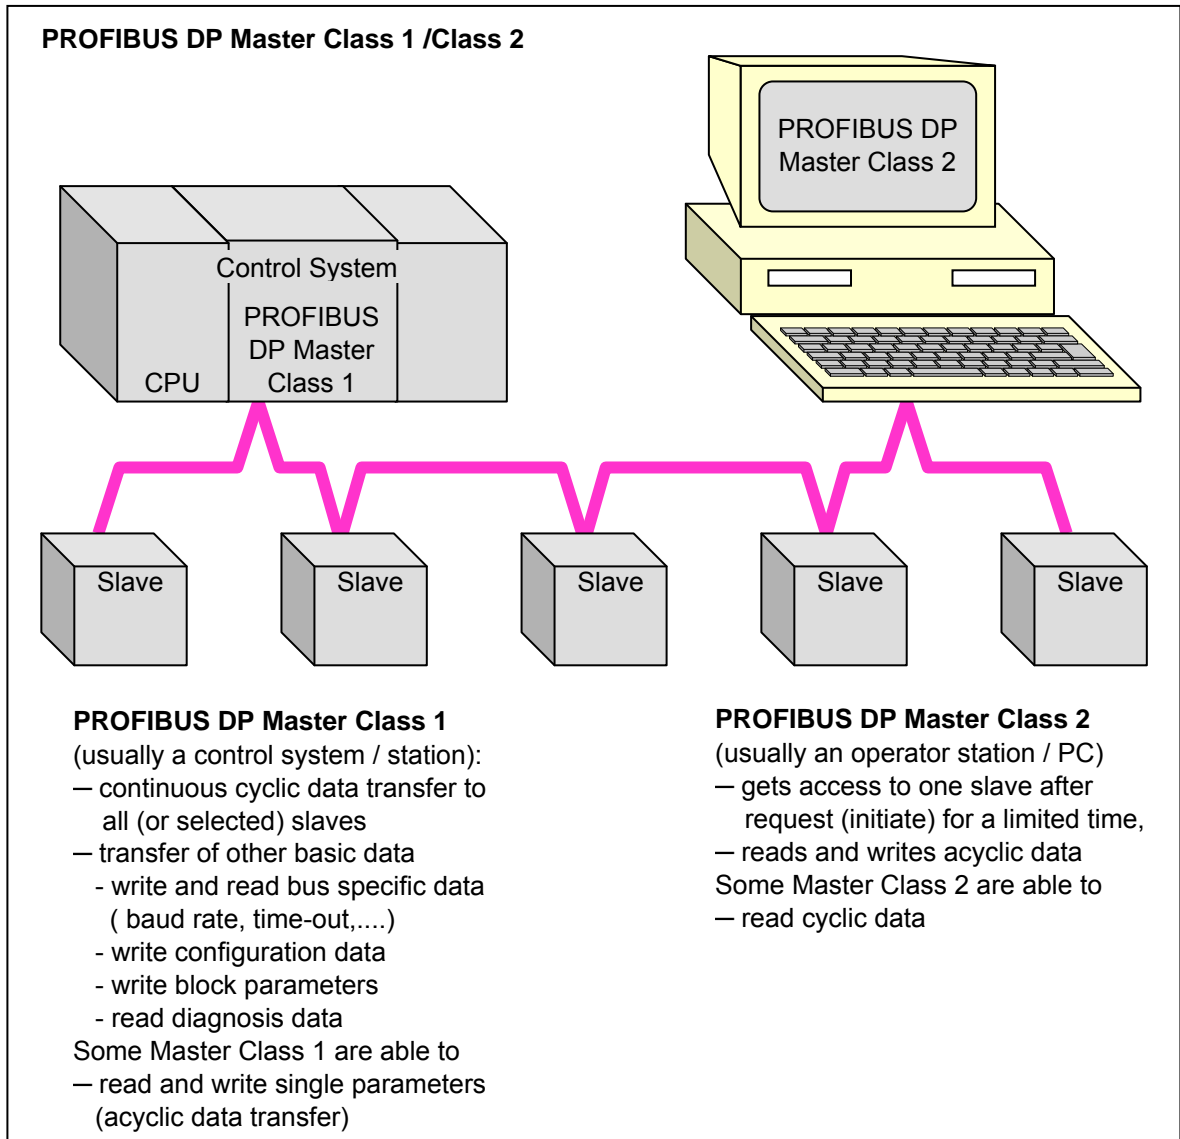 PROFIBUS DP Master Class 1 /Class 2
PROFIBUS DP
Master Class 2
Control System
PROFIBUS
DP Master
Class 1
CPU
Slave
Slave
Slave
Slave
Slave
PROFIBUS DP Master Class 1
(usually a control system / station):
— continuous cyclic data transfer to
all (or selected) slaves
— transfer of other basic data
- write and read bus specific data
( baud rate, time-out,....)
- write configuration data
- write block parameters
- read diagnosis data
Some Master Class 1 are able to
— read and write single parameters
(acyclic data transfer)
PROFIBUS DP Master Class 2
(usually an operator station / PC)
— gets access to one slave after
request (initiate) for a limited time,
— reads and writes acyclic data
Some Master Class 2 are able to
— read cyclic data